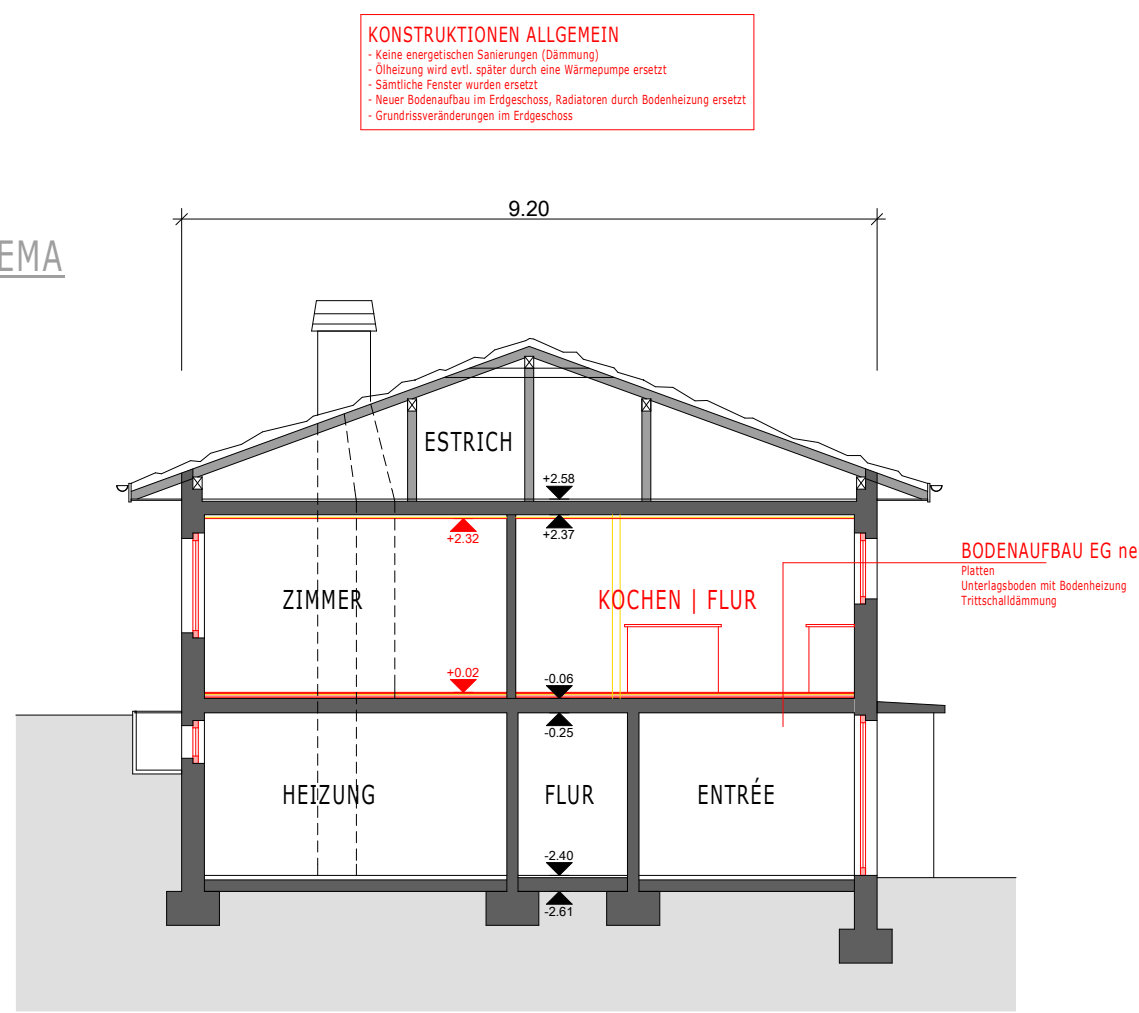 KONSTRUKTIONEN ALLGEMEIN
- Keine energetischen Sanierungen (Dämmung)
- Ölheizung wird evtl. später durch eine Wärmepumpe ersetzt
- Sämtliche Fenster wurden ersetzt
- Neuer Bodenaufbau im Erdgeschoss, Radiatoren durch Bodenheizung ersetzt
- Grundrissveränderungen im Erdgeschoss
9.20
EMA
ESTRICH
+2.58
+2.37
+2.32
BODENAUFBAU EG ne
Platten
Unterlagsboden mit Bodenheizung
Trittschalldämmung
ZIMMER
KOCHEN | FLUR
+0.02
-0.06
-0.25
HEIZUNG
FLUR
ENTRÉE
-2.40
-2.61